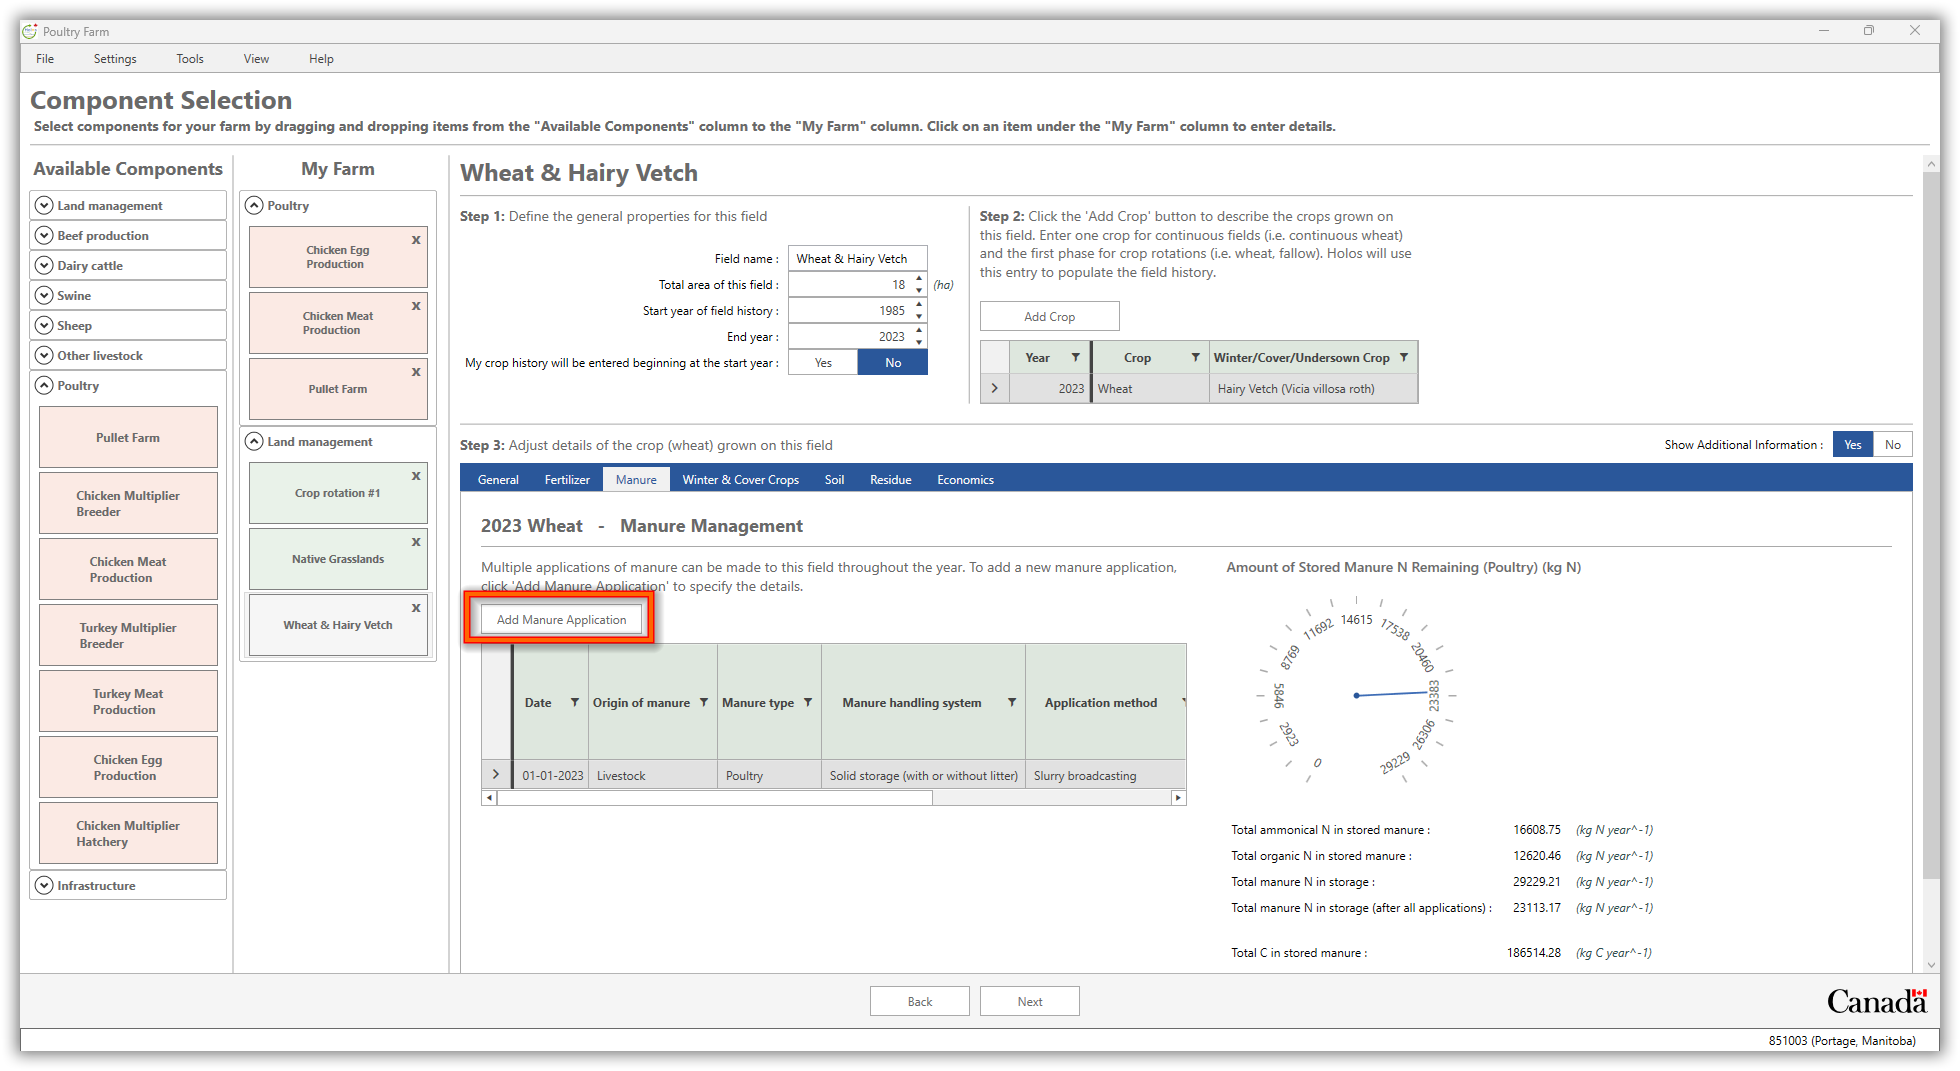 Poultry Farm
File Settings Tools View Help
Component Selection
Select components for your farm by dragging and dropping items from the "Available Components" column to the "My Farm" column. Click on an item under the "My Farm" column to enter details.
Available Components
Land management
Beef production
Dairy cattle
Swine
Sheep
Other livestock
Poultry
Pullet Farm
Chicken Multiplier
Breeder
Chicken Meat
Production
Turkey Multiplier
Breeder
Turkey Meat
Production
Chicken Egg
Production
Chicken Multiplier
Hatchery
Infrastructure
My Farm
Poultry
Chicken Egg
Production
x
Chicken Meat
Production
x
Pullet Farm
x
Land management
Crop rotation #1
x
Native Grasslands
x
Wheat & Hairy Vetch
x
Wheat & Hairy Vetch
Step 1: Define the general properties for this field
Field name : Wheat & Hairy Vetch
Total area of this field : 18 (ha)
Start year of field history : 1985
End year : 2023
My crop history will be entered beginning at the start year : Yes No
Step 2: Click the 'Add Crop' button to describe the crops grown on
this field. Enter one crop for continuous fields (i.e. continuous wheat)
and the first phase for crop rotations (i.e. wheat, fallow). Holos will use
this entry to populate the field history.
Add Crop
Year Crop Winter/Cover/Undersown Crop
2023 Wheat Hairy Vetch (Vicia villosa roth)
Step 3: Adjust details of the crop (wheat) grown on this field
Show Additional Information : Yes No
General Fertilizer Manure Winter & Cover Crops Soil Residue Economics
2023 Wheat - Manure Management
Multiple applications of manure can be made to this field throughout the year. To add a new manure application,
click 'Add Manure Application' to specify the details.
Add Manure Application
Date Origin of manure Manure type Manure handling system Application method
01-01-2023 Livestock Poultry Solid storage (with or without litter) Slurry broadcasting
Amount of Stored Manure N Remaining (Poultry) (kg N)
0
2923
5846
8769
11692
14615
17538
20460
23383
26306
29229
Total ammonical N in stored manure : 16608.75 (kg N year^-1)
Total organic N in stored manure : 12620.46 (kg N year^-1)
Total manure N in storage : 29229.21 (kg N year^-1)
Total manure N in storage (after all applications) : 23113.17 (kg N year^-1)
Total C in stored manure : 186514.28 (kg C year^-1)
Back Next
Canada
851003 (Portage, Manitoba)